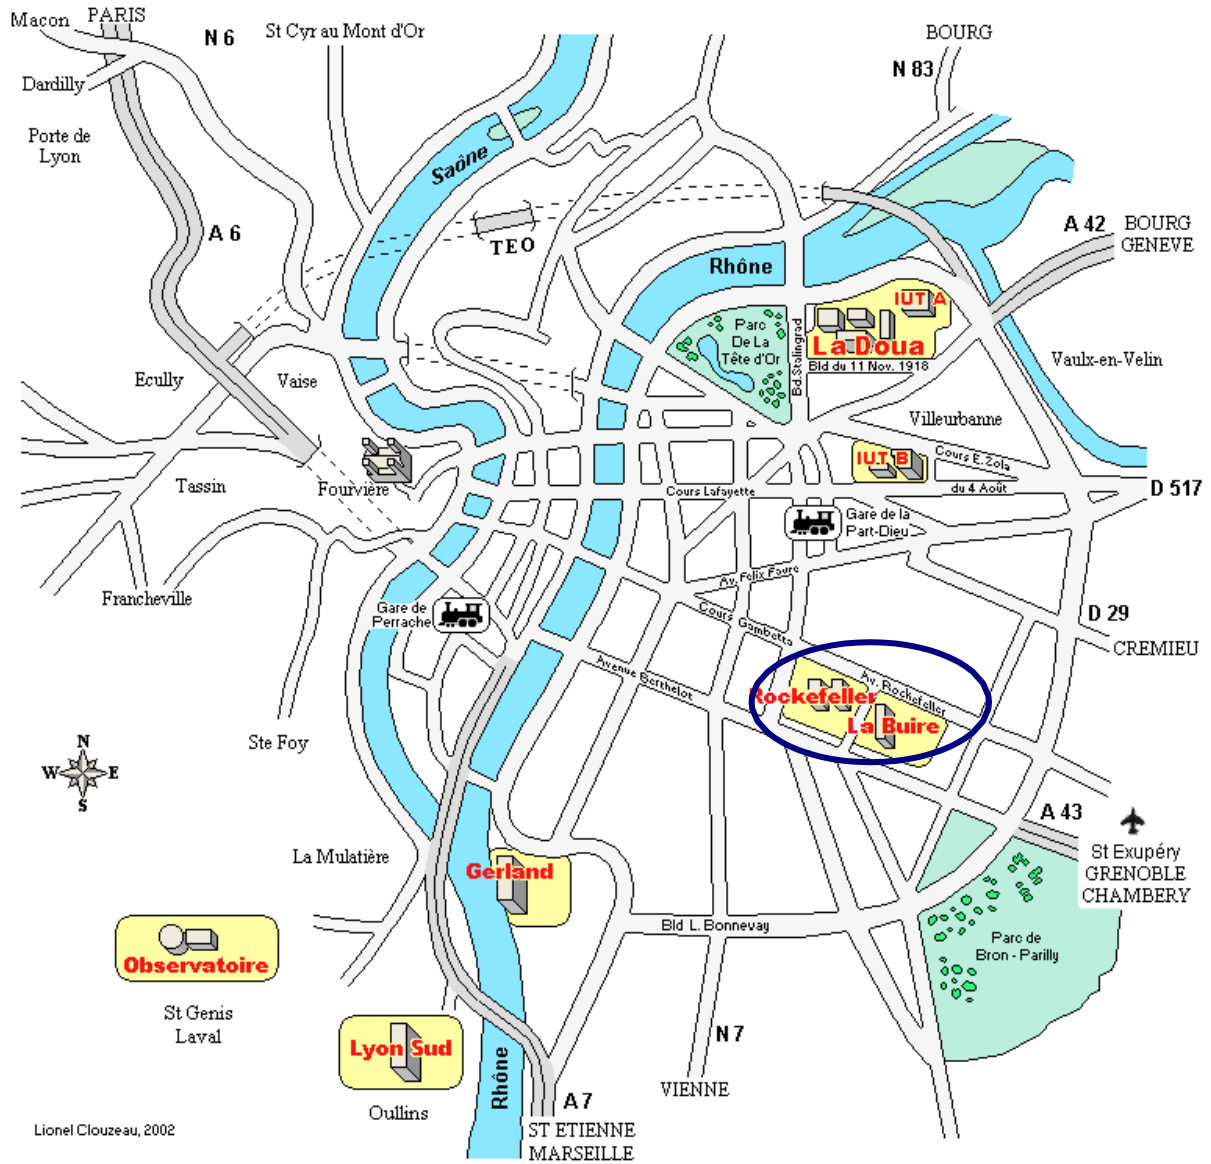 Macon
PARIS
N 6
St Cyr au Mont d'Or
BOURG
N 83
Dardilly
Porte de
Lyon
Saône
A 6
TEO
Rhône
A 42
BOURG
GENEVE
IUT A
Parc
De La
Tête d'Or
Bd.Stalingrad
La Doua
Bld du 11 Nov. 1918
Vaulx-en-Velin
Ecully
Vaise
Villeurbanne
IUT B
Cours E. Zola
Tassin
Fourvière
Cours Lafayette
du 4 Août
D 517
Gare de la
Part-Dieu
Av. Felix Faure
Francheville
Gare de
Perrache
Cours Gambetta
D 29
CREMIEU
Avenue Berthelot
Av. Rockefeller
Rockefeller
La Buire
Ste Foy
N
W
E
S
A 43
La Mulatière
St Exupéry
GRENOBLE
CHAMBERY
Gerland
Bld L. Bonnevay
Parc de
Bron - Parilly
Observatoire
St Genis
Laval
Lyon Sud
Rhône
N 7
VIENNE
Oullins
A 7
ST ETIENNE
MARSEILLE
Lionel Clouzeau, 2002